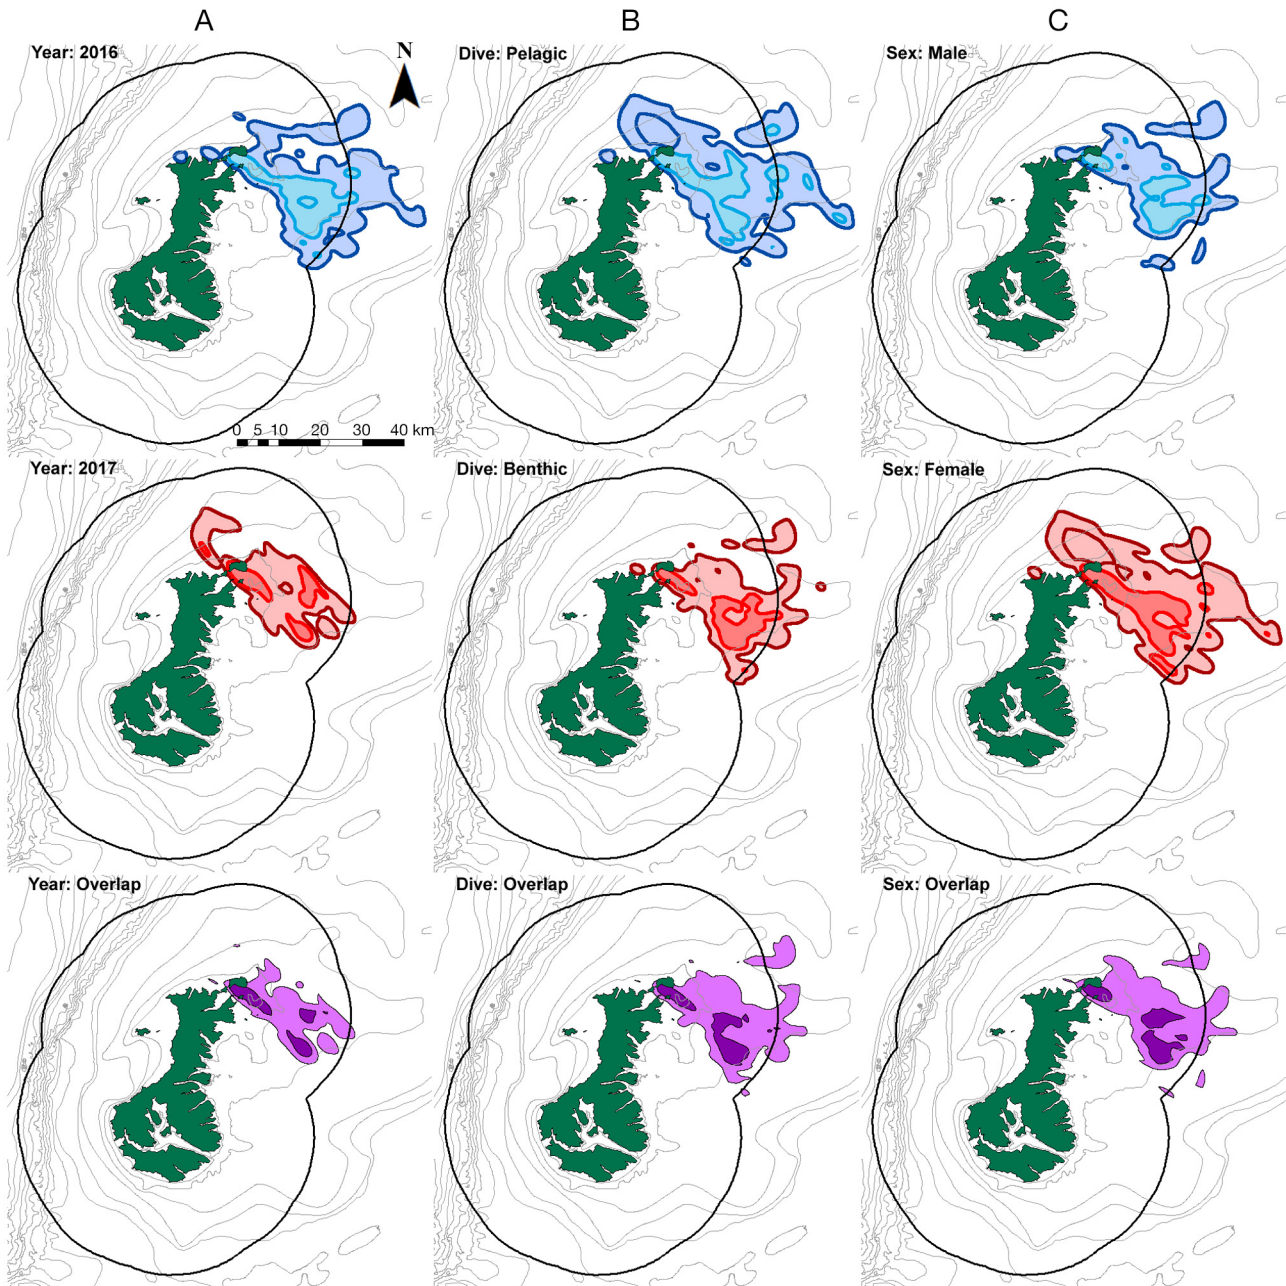 A B C
Year: 2016 N Dive: Pelagic Sex: Male
0 5 10 20 30 40 km
Year: 2017 Dive: Benthic Sex: Female
Year: Overlap Dive: Overlap Sex: Overlap